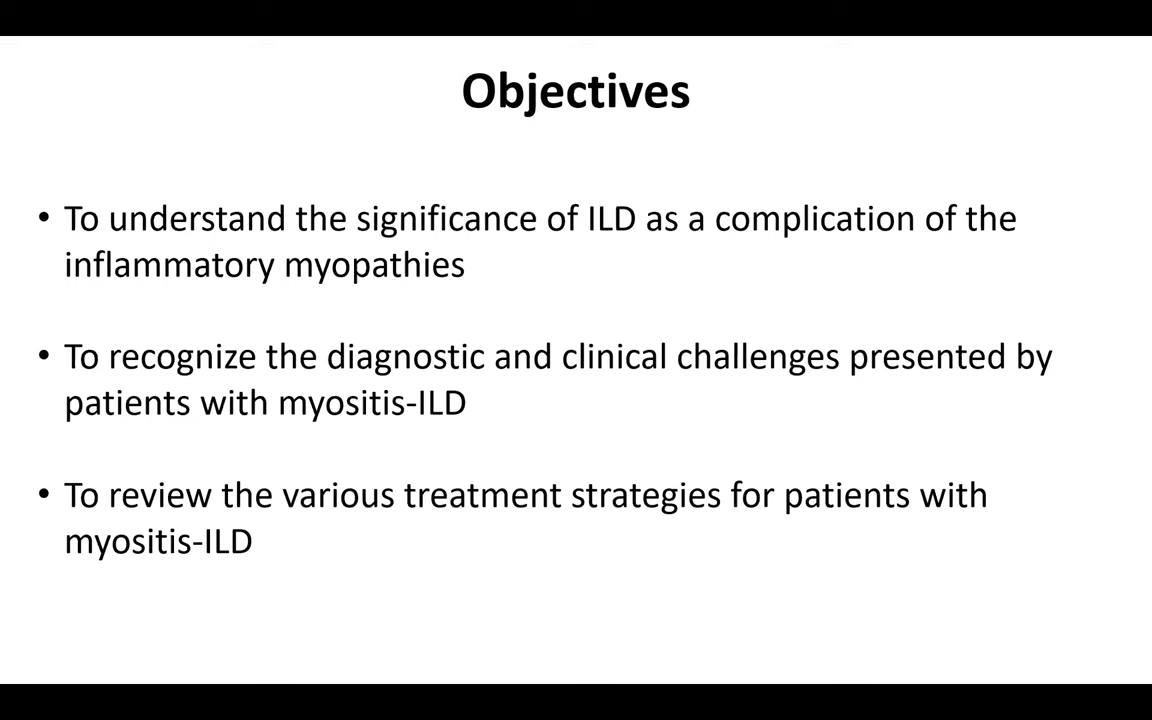 Objectives
• To understand the significance of ILD as a complication of the
inflammatory myopathies
• To recognize the diagnostic and clinical challenges presented by
patients with myositis-ILD
• To review the various treatment strategies for patients with
myositis-ILD